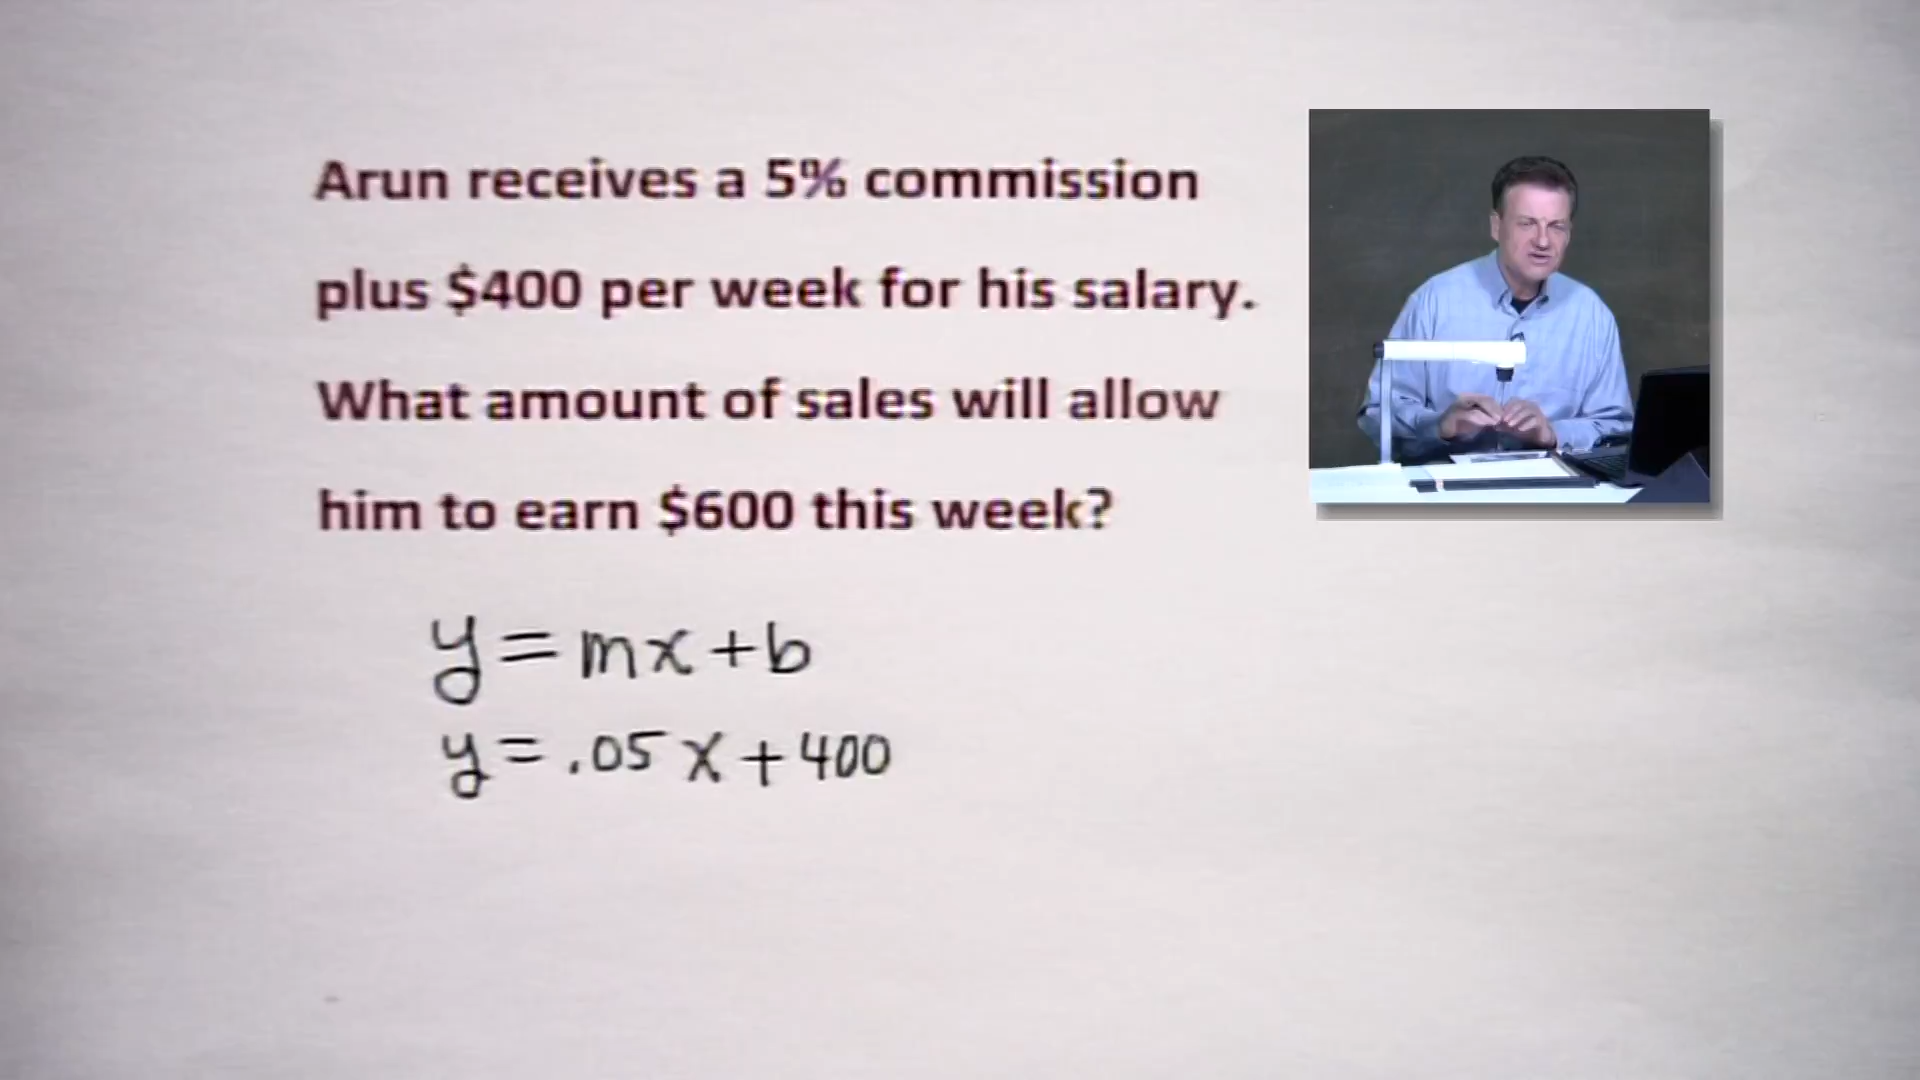 Arun receives a 5% commission
plus $400 per week for his salary.
What amount of sales will allow
him to earn $600 this week?
y = mx + b
y = .05x + 400